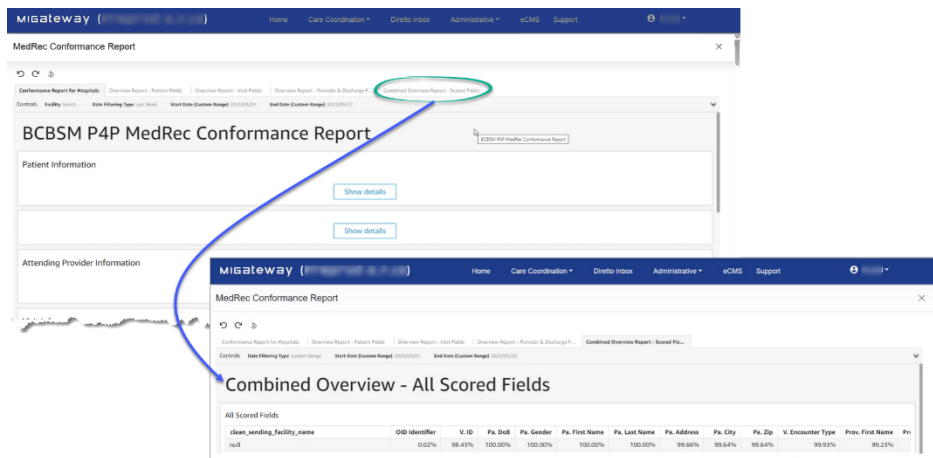 MIGateway ( )
Home Care Coordination Diretto Inbox Administrative eCMS Support
MedRec Conformance Report
Conformance Report for Hospitals Overview Report - Patient Fields Overview Report - Visit Fields Overview Report - Provider & Discharge F... Combined Overview Report - Scored Fields
Controls Facility Select... Date Filtering Type Last Week Start Date (Custom Range) End Date (Custom Range)
BCBSM P4P MedRec Conformance Report
BCBSM P4P MedRec Conformance Report
Patient Information
Show details
Show details
Attending Provider Information
MIGateway ( )
Home Care Coordination Diretto Inbox Administrative eCMS Support
MedRec Conformance Report
Conformance Report for Hospitals Overview Report - Patient Fields Overview Report - Visit Fields Overview Report - Provider & Discharge F... Combined Overview Report - Scored Fie...
Controls Date Filtering Type Custom Range Start Date (Custom Range) End Date (Custom Range)
Combined Overview - All Scored Fields
All Scored Fields
clean_sending_facility_name OID Identifier V. ID Pa. DoB Pa. Gender Pa. First Name Pa. Last Name Pa. Address Pa. City Pa. Zip V. Encounter Type Prov. First Name Pr
null 0.02% 98.43% 100.00% 100.00% 100.00% 100.00% 99.66% 99.64% 99.64% 99.93% 99.23%